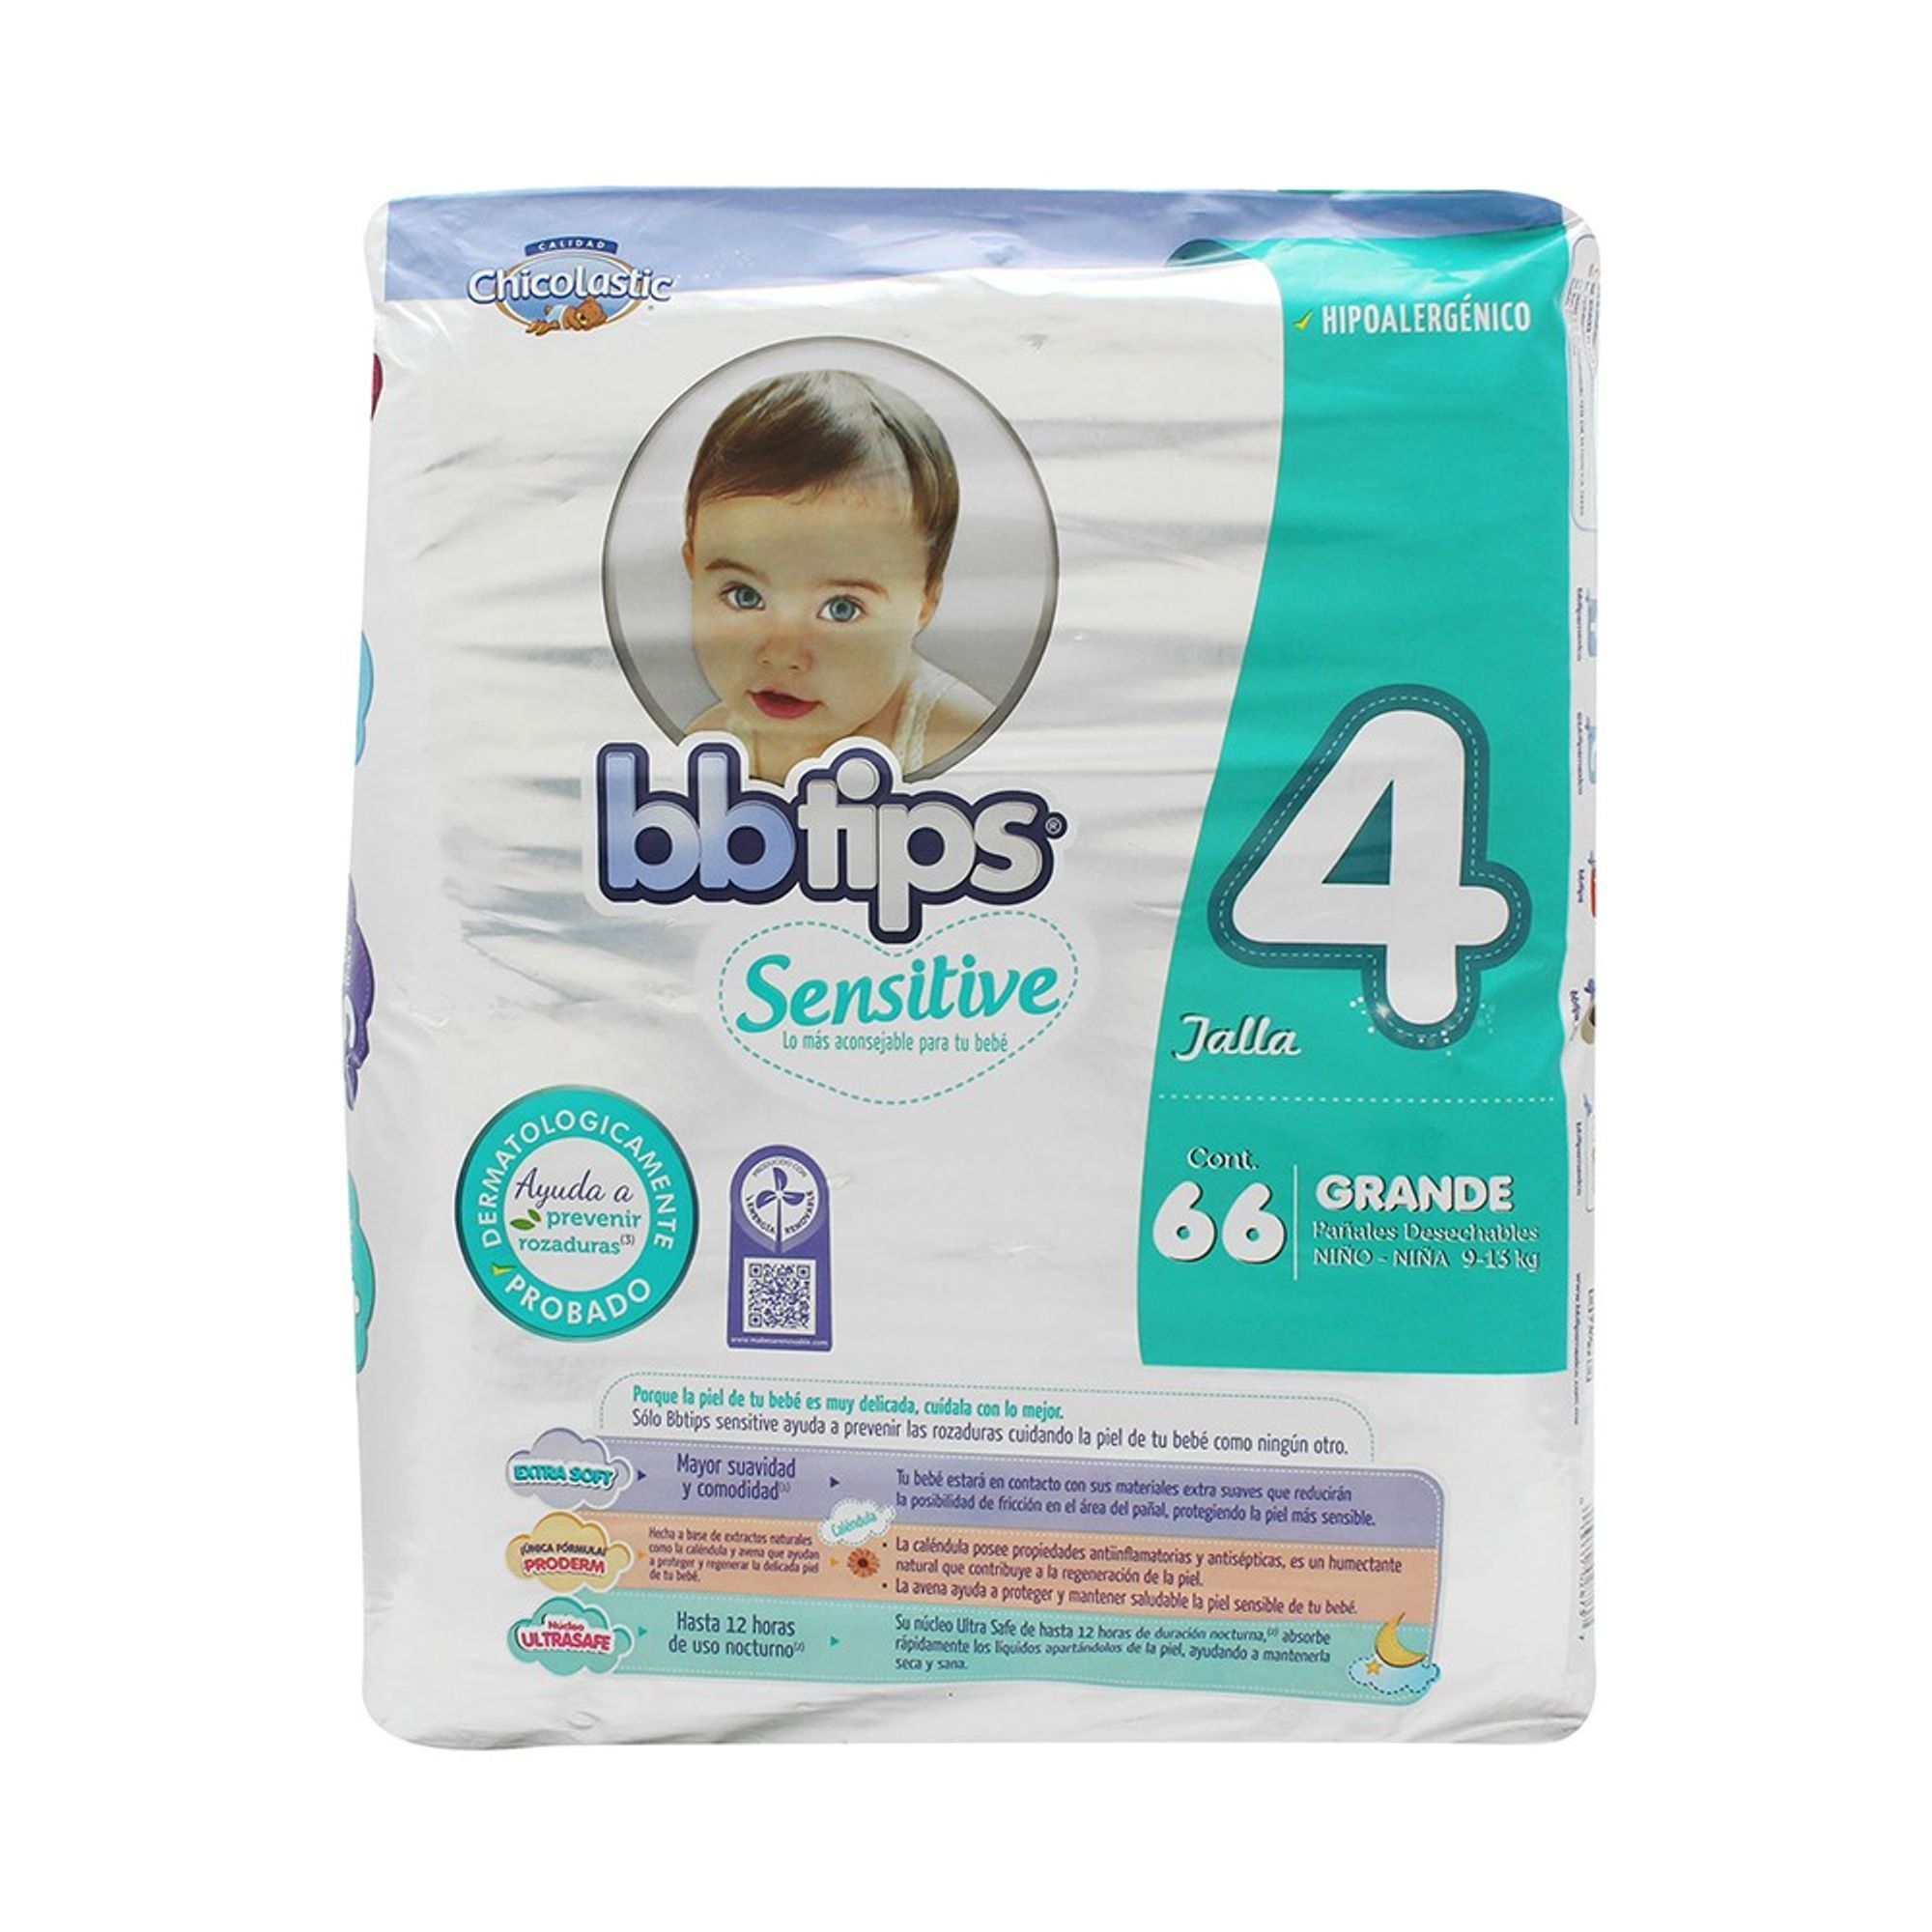 CALIDAD
Chicolastic
HIPOALERGÉNICO
bbtips®
Sensitive
Lo más aconsejable para tu bebé
4
Talla
Cont.
66
GRANDE
Pañales Desechables
NIÑO - NIÑA 9-13 kg
DERMATOLOGICAMENTE
Ayuda a
prevenir
rozaduras(3)
PROBADO
PRODUCIDO CON
ENERGÍA RENOVABLE
Porque la piel de tu bebé es muy delicada, cuídala con lo mejor.
Sólo Bbtips sensitive ayuda a prevenir las rozaduras cuidando la piel de tu bebé como ningún otro.
EXTRA SOFT
Mayor suavidad
y comodidad(1)
Tu bebé estará en contacto con sus materiales extra suaves que reducirán
la posibilidad de fricción en el área del pañal, protegiendo la piel más sensible.
¡ÚNICA FÓRMULA!
PRODERM
Hecha a base de extractos naturales
como la caléndula y avena que ayudan
a proteger y regenerar la delicada piel
de tu bebé.
Caléndula
• La caléndula posee propiedades antiinflamatorias y antisépticas, es un humectante
natural que contribuye a la regeneración de la piel.
• La avena ayuda a proteger y mantener saludable la piel sensible de tu bebé.
Núcleo
ULTRASAFE
Hasta 12 horas
de uso nocturno(2)
Su núcleo Ultra Safe de hasta 12 horas de duración nocturna,(2) absorbe
rápidamente los líquidos apartándolos de la piel, ayudando a mantenerla
seca y sana.